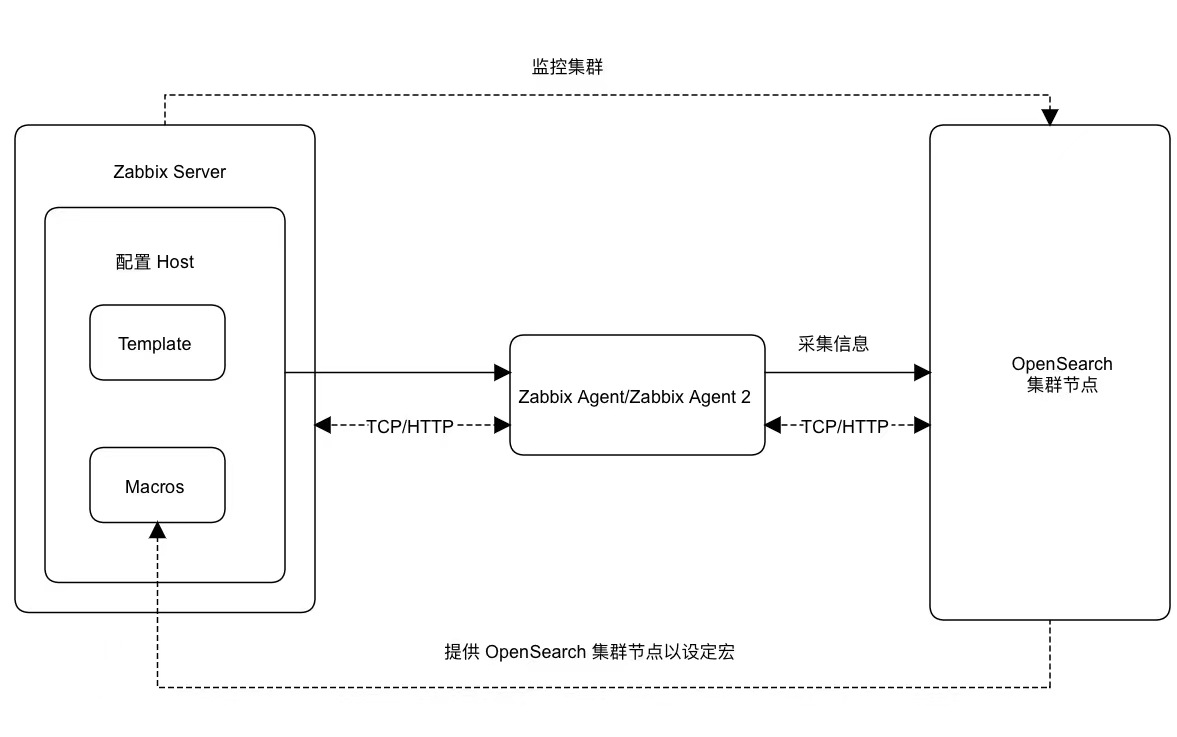 监控集群
Zabbix Server
配置 Host
Template
Macros
Zabbix Agent/Zabbix Agent 2
TCP/HTTP
采集信息
TCP/HTTP
OpenSearch
集群节点
提供 OpenSearch 集群节点以设定宏